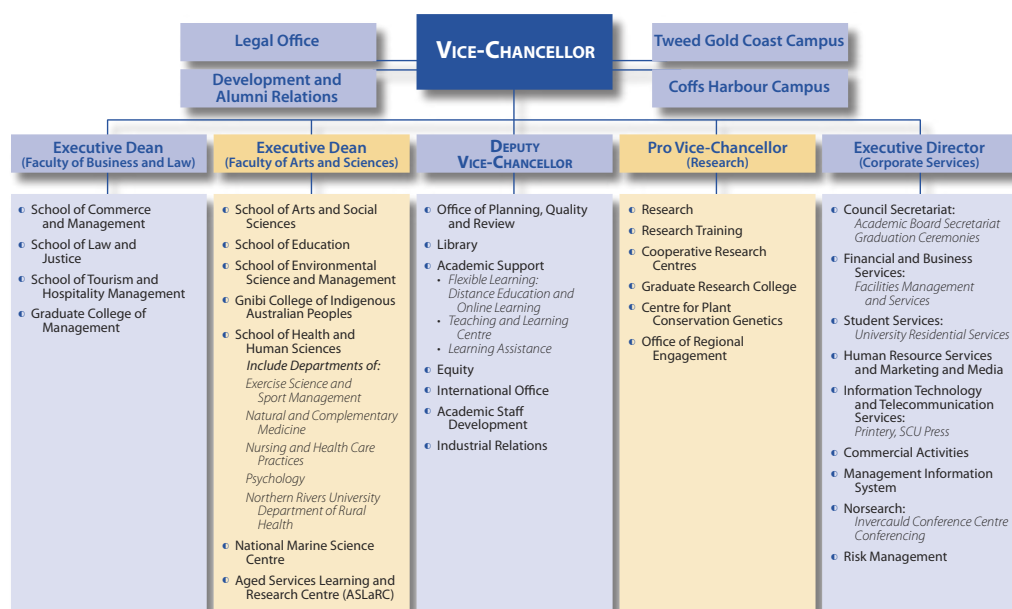 Legal Office
Development and
Alumni Relations
VICE-CHANCELLOR
Tweed Gold Coast Campus
Coffs Harbour Campus
Executive Dean
(Faculty of Business and Law)
School of Commerce
and Management
School of Law and
Justice
School of Tourism and
Hospitality Management
Graduate College of
Management
Executive Dean
(Faculty of Arts and Sciences)
School of Arts and Social
Sciences
School of Education
School of Environmental
Science and Management
Gnibi College of Indigenous
Australian Peoples
School of Health and
Human Sciences
Include Departments of:
Exercise Science and
Sport Management
Natural and Complementary
Medicine
Nursing and Health Care
Practices
Psychology
Northern Rivers University
Department of Rural
Health
National Marine Science
Centre
Aged Services Learning and
Research Centre (ASLaRC)
DEPUTY
VICE-CHANCELLOR
Office of Planning, Quality
and Review
Library
Academic Support
• Flexible Learning:
Distance Education and
Online Learning
• Teaching and Learning
Centre
• Learning Assistance
Equity
International Office
Academic Staff
Development
Industrial Relations
Pro Vice-Chancellor
(Research)
Research
Research Training
Cooperative Research
Centres
Graduate Research College
Centre for Plant
Conservation Genetics
Office of Regional
Engagement
Executive Director
(Corporate Services)
Council Secretariat:
Academic Board Secretariat
Graduation Ceremonies
Financial and Business
Services:
Facilities Management
and Services
Student Services:
University Residential Services
Human Resource Services
and Marketing and Media
Information Technology
and Telecommunication
Services:
Printery, SCU Press
Commercial Activities
Management Information
System
Norsearch:
Invercauld Conference Centre
Conferencing
Risk Management